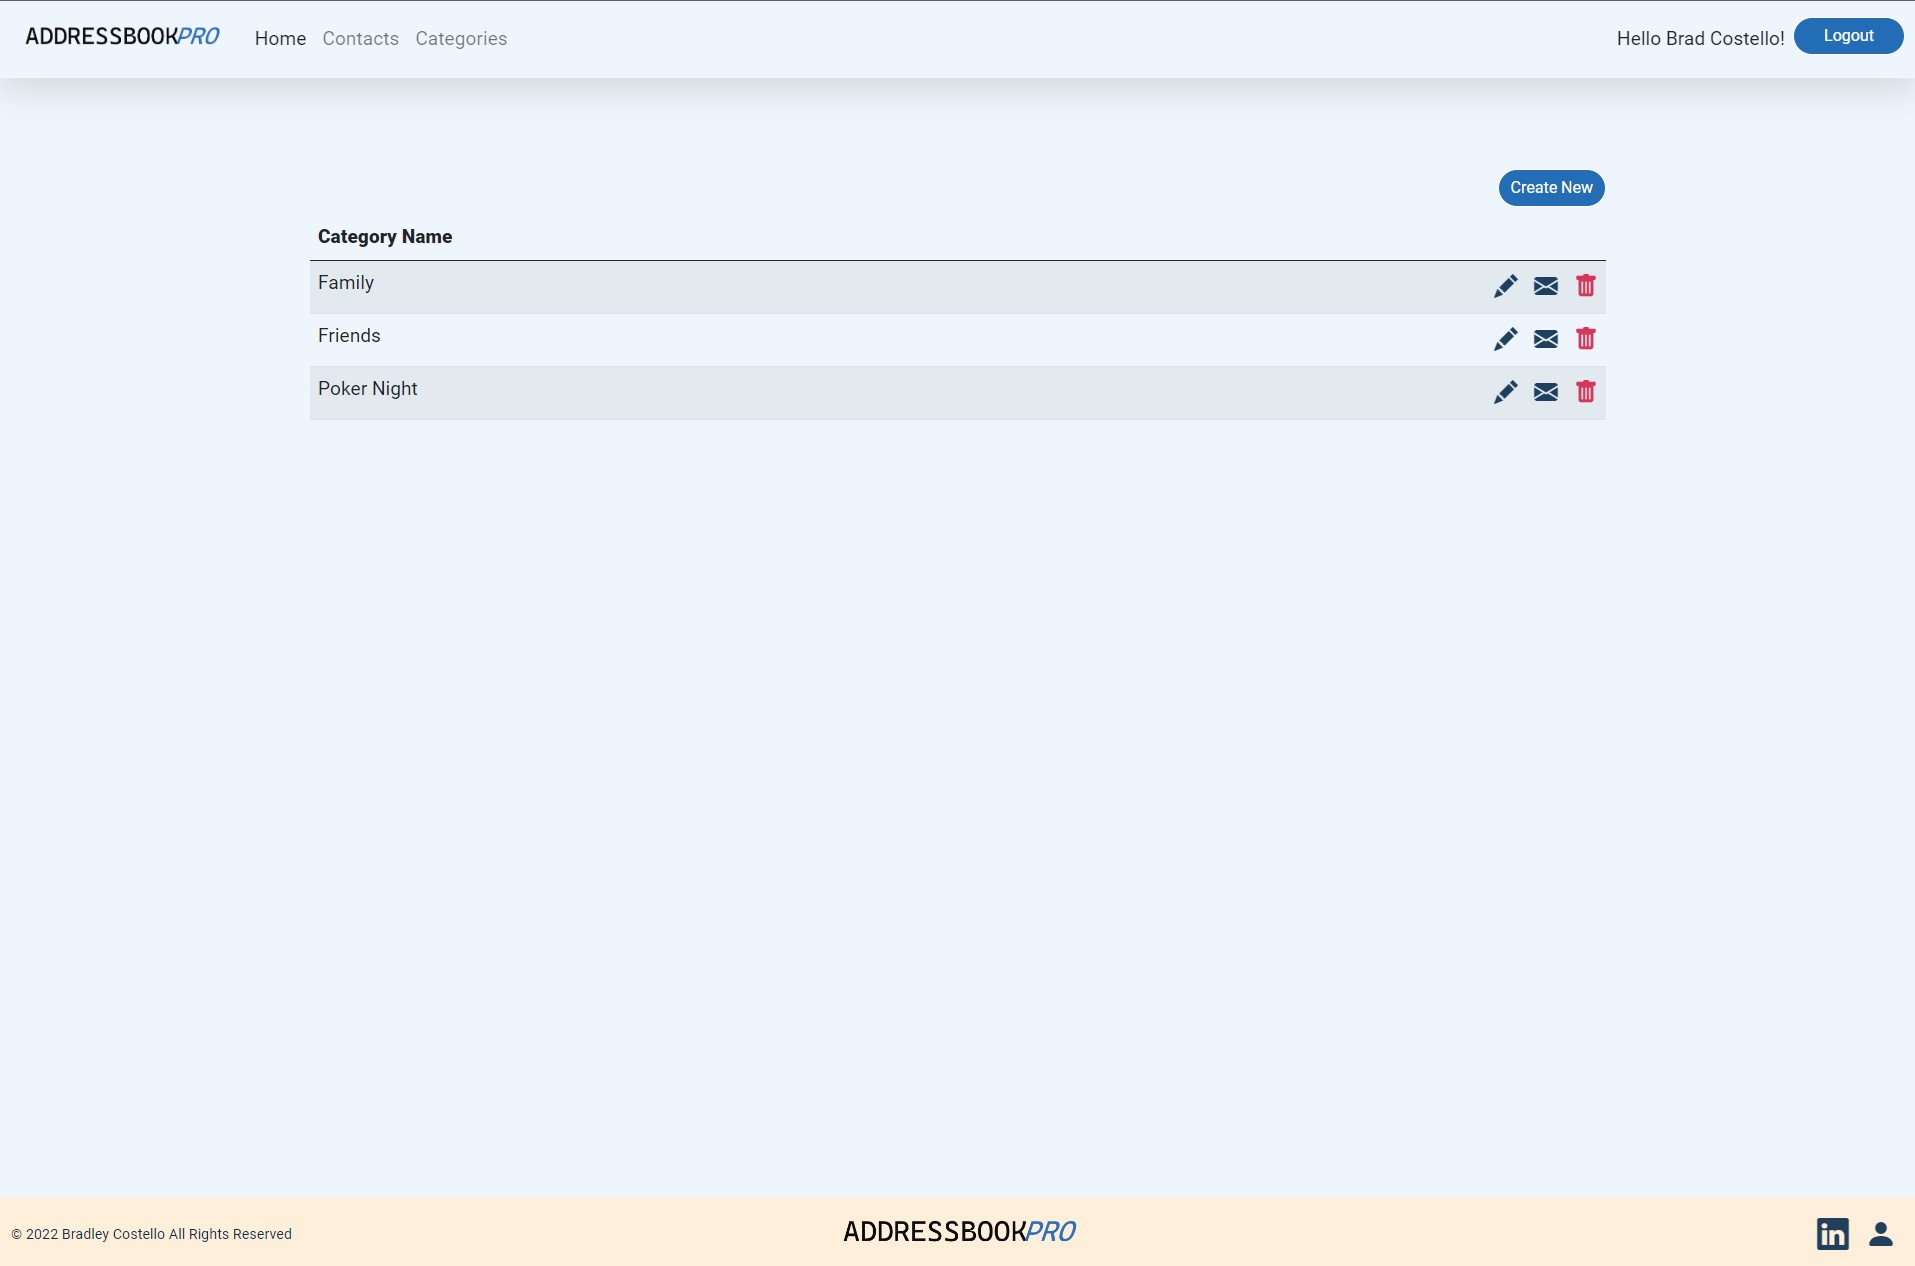 ADDRESSBOOKPRO Home Contacts Categories Hello Brad Costello! Logout
Create New
Category Name
Family
Friends
Poker Night
© 2022 Bradley Costello All Rights Reserved ADDRESSBOOKPRO in